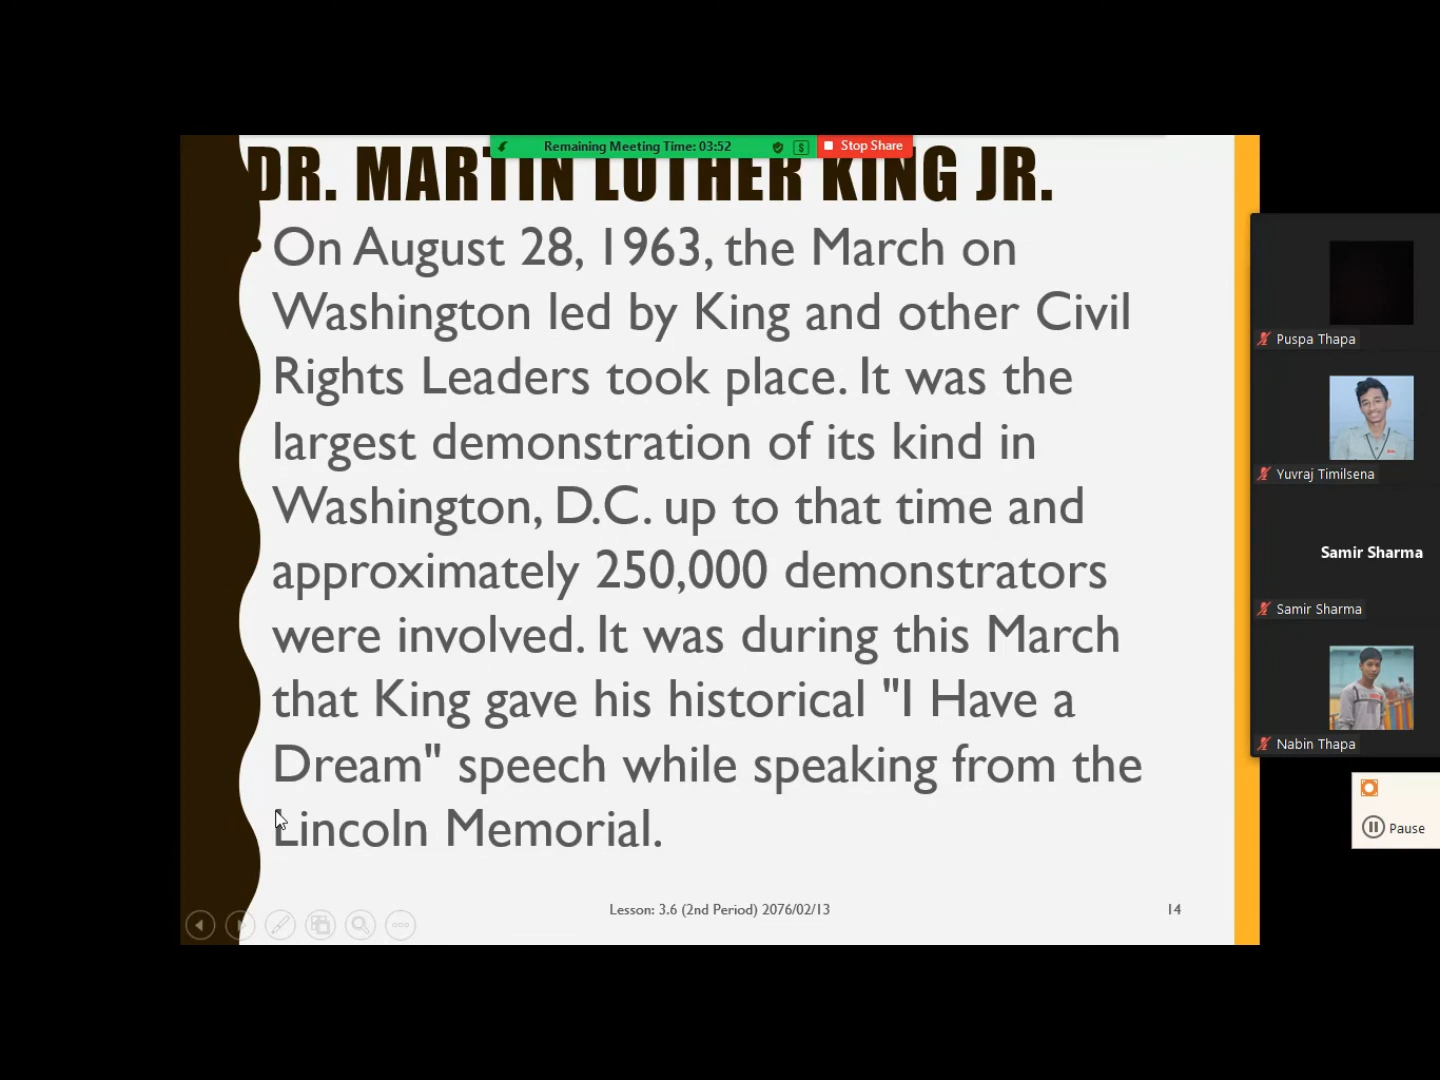 Remaining Meeting Time: 03:52
Stop Share
DR. MARTIN LUTHER KING JR.
On August 28, 1963, the March on
Washington led by King and other Civil
Rights Leaders took place. It was the
largest demonstration of its kind in
Washington, D.C. up to that time and
approximately 250,000 demonstrators
were involved. It was during this March
that King gave his historical "I Have a
Dream" speech while speaking from the
Lincoln Memorial.
Lesson: 3.6 (2nd Period) 2076/02/13
14
Puspa Thapa
Yuvraj Timilsena
Samir Sharma
Samir Sharma
Nabin Thapa
Pause